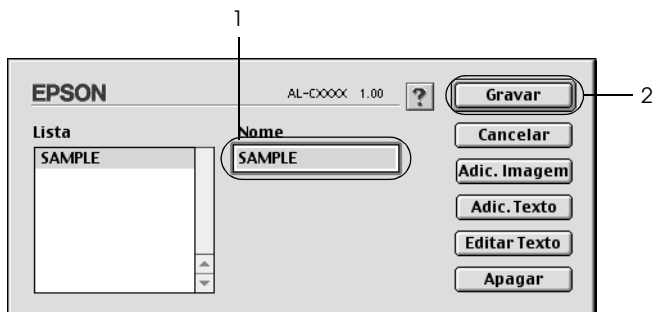 1
EPSON
AL-CXXXX 1.00
?
Gravar
2
Lista
Nome
Cancelar
SAMPLE
SAMPLE
Adic. Imagem
Adic. Texto
Editar Texto
Apagar